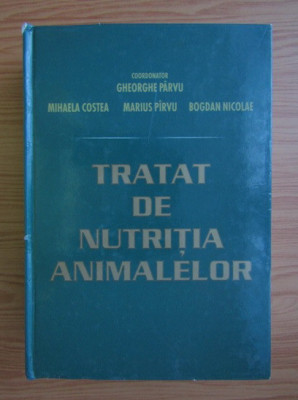 COORDONATOR
GHEORGHE PÂRVU
MIHAELA COSTEA MARIUS PÎRVU BOGDAN NICOLAE
TRATAT
DE
NUTRIȚIA
ANIMALELOR